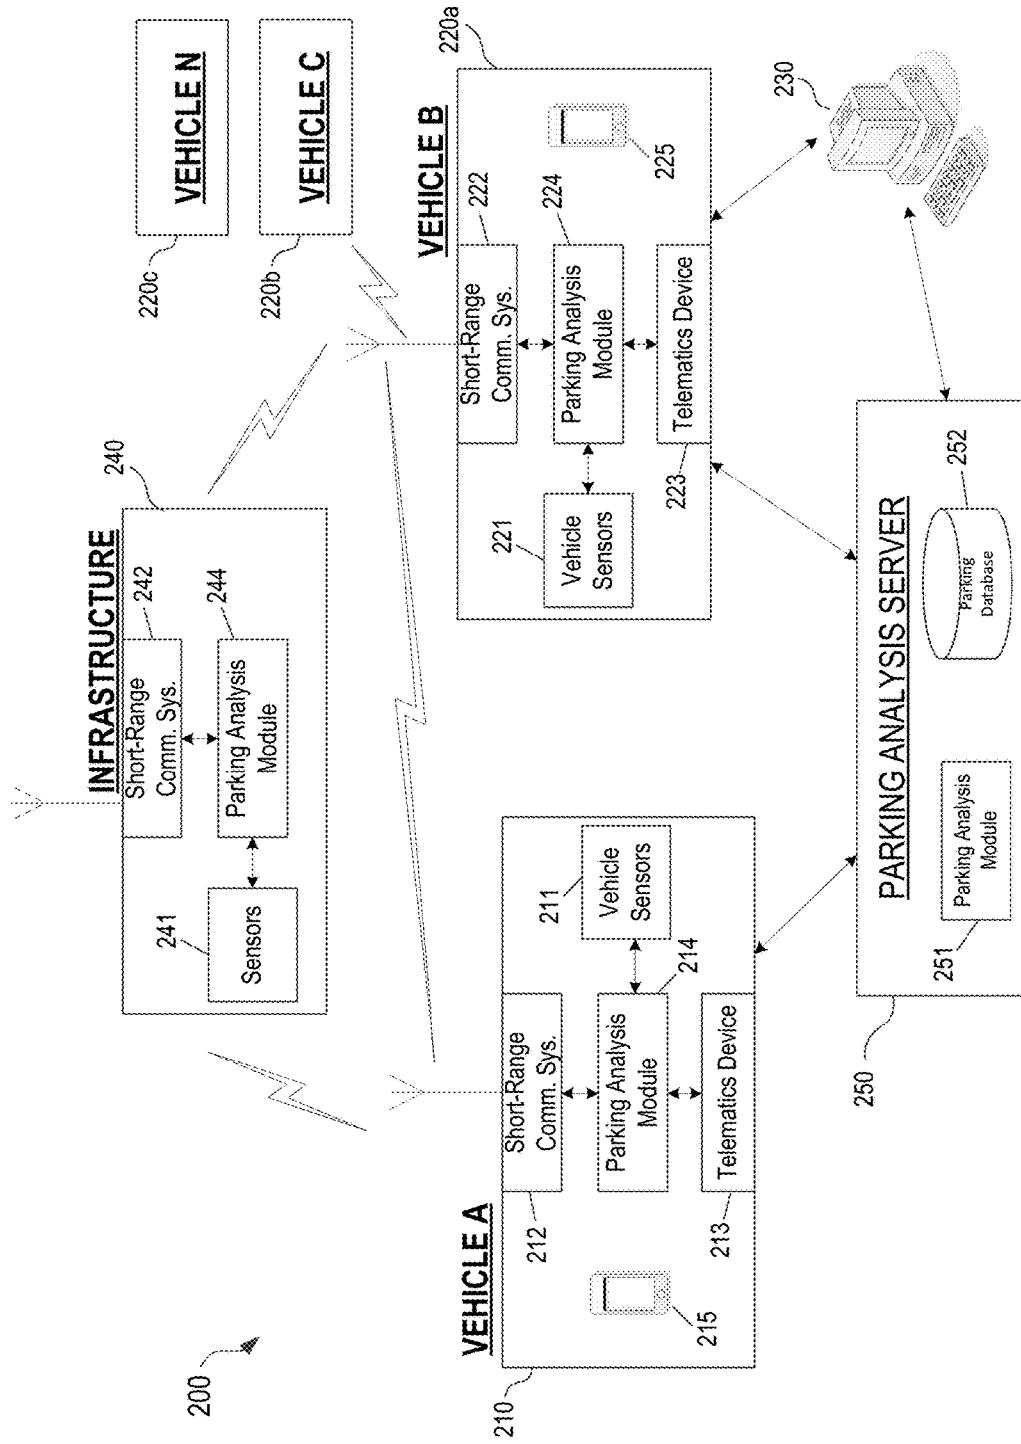 200
INFRASTRUCTURE
240
Short-Range
Comm. Sys.
242
Parking Analysis
Module
244
Sensors
241
VEHICLE N
220c
VEHICLE C
220b
VEHICLE A
210
Short-Range
Comm. Sys.
212
Parking Analysis
Module
214
Vehicle
Sensors
211
Telematics Device
213
215
VEHICLE B
220a
Short-Range
Comm. Sys.
222
Parking Analysis
Module
224
Vehicle
Sensors
221
Telematics Device
223
225
230
PARKING ANALYSIS SERVER
250
Parking Analysis
Module
251
Parking
Database
252